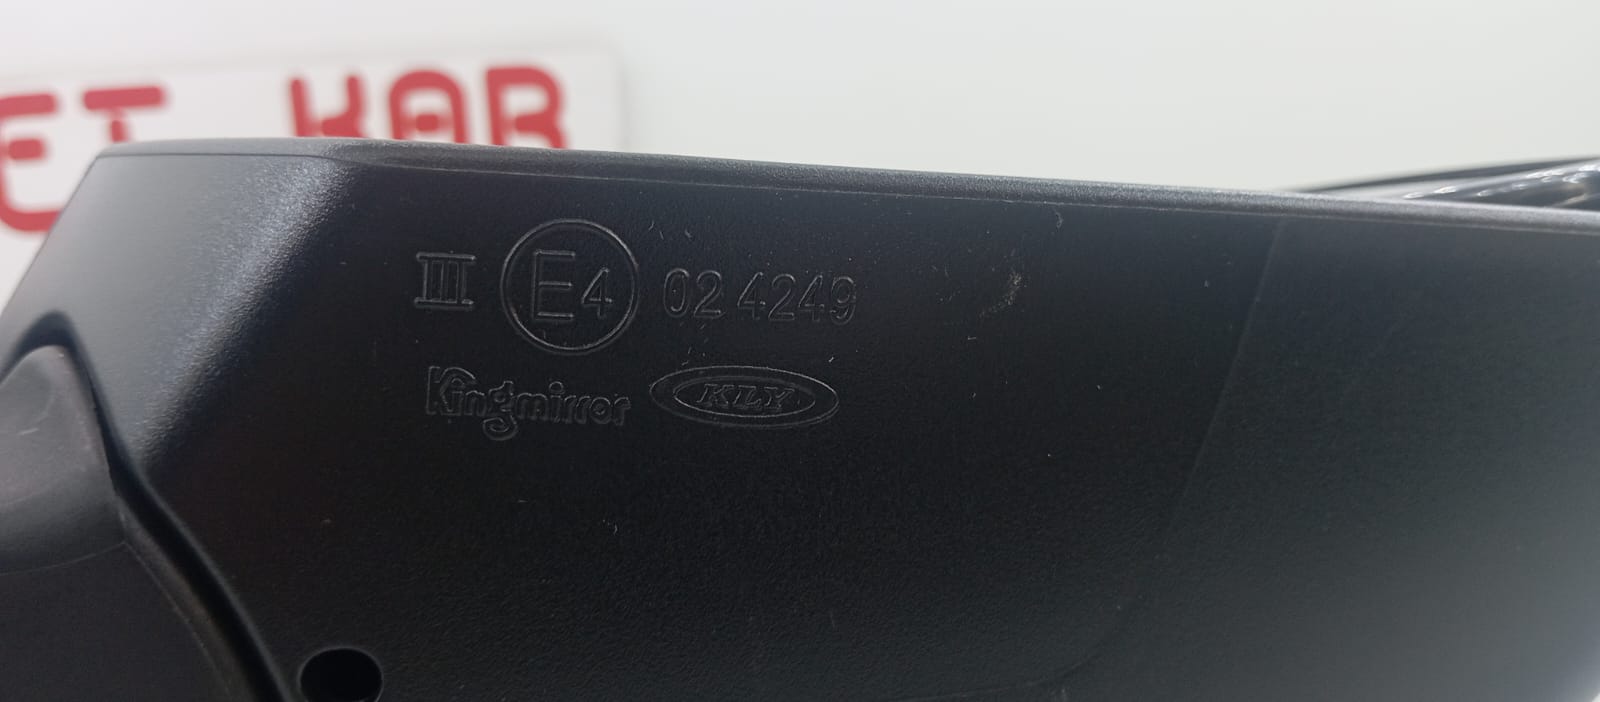 ET KAR
III E4 02 4249
Kingmirror KLY